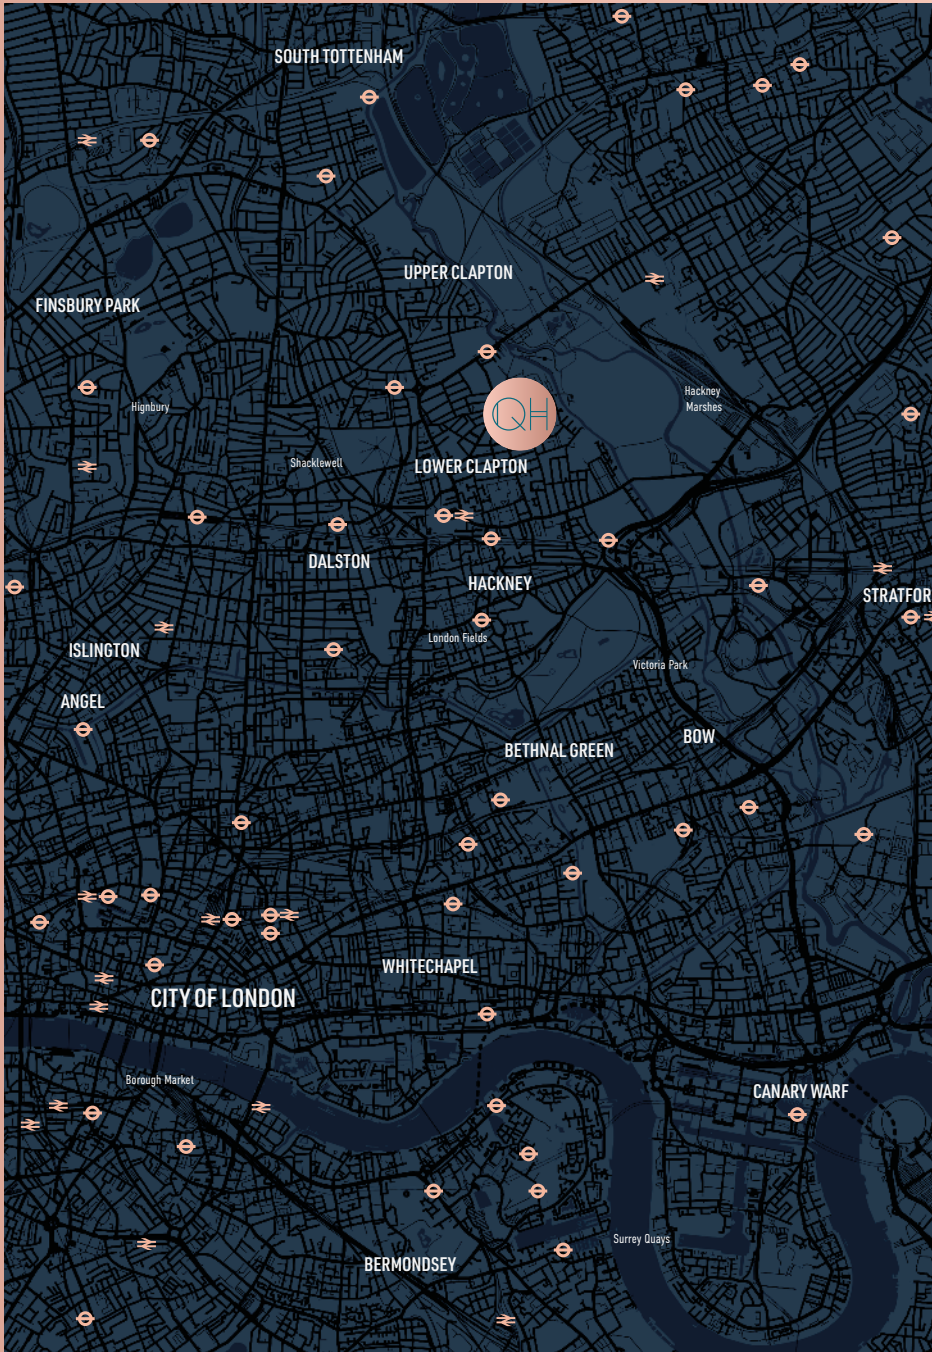 SOUTH TOTTENHAM
UPPER CLAPTON
FINSBURY PARK
Hackney
Marshes
Hignbury
QH
Shacklewell
LOWER CLAPTON
DALSTON
HACKNEY
STRATFOR
London Fields
ISLINGTON
Victoria Park
ANGEL
BOW
BETHNAL GREEN
WHITECHAPEL
CITY OF LONDON
Borough Market
CANARY WARF
Surrey Quays
BERMONDSEY